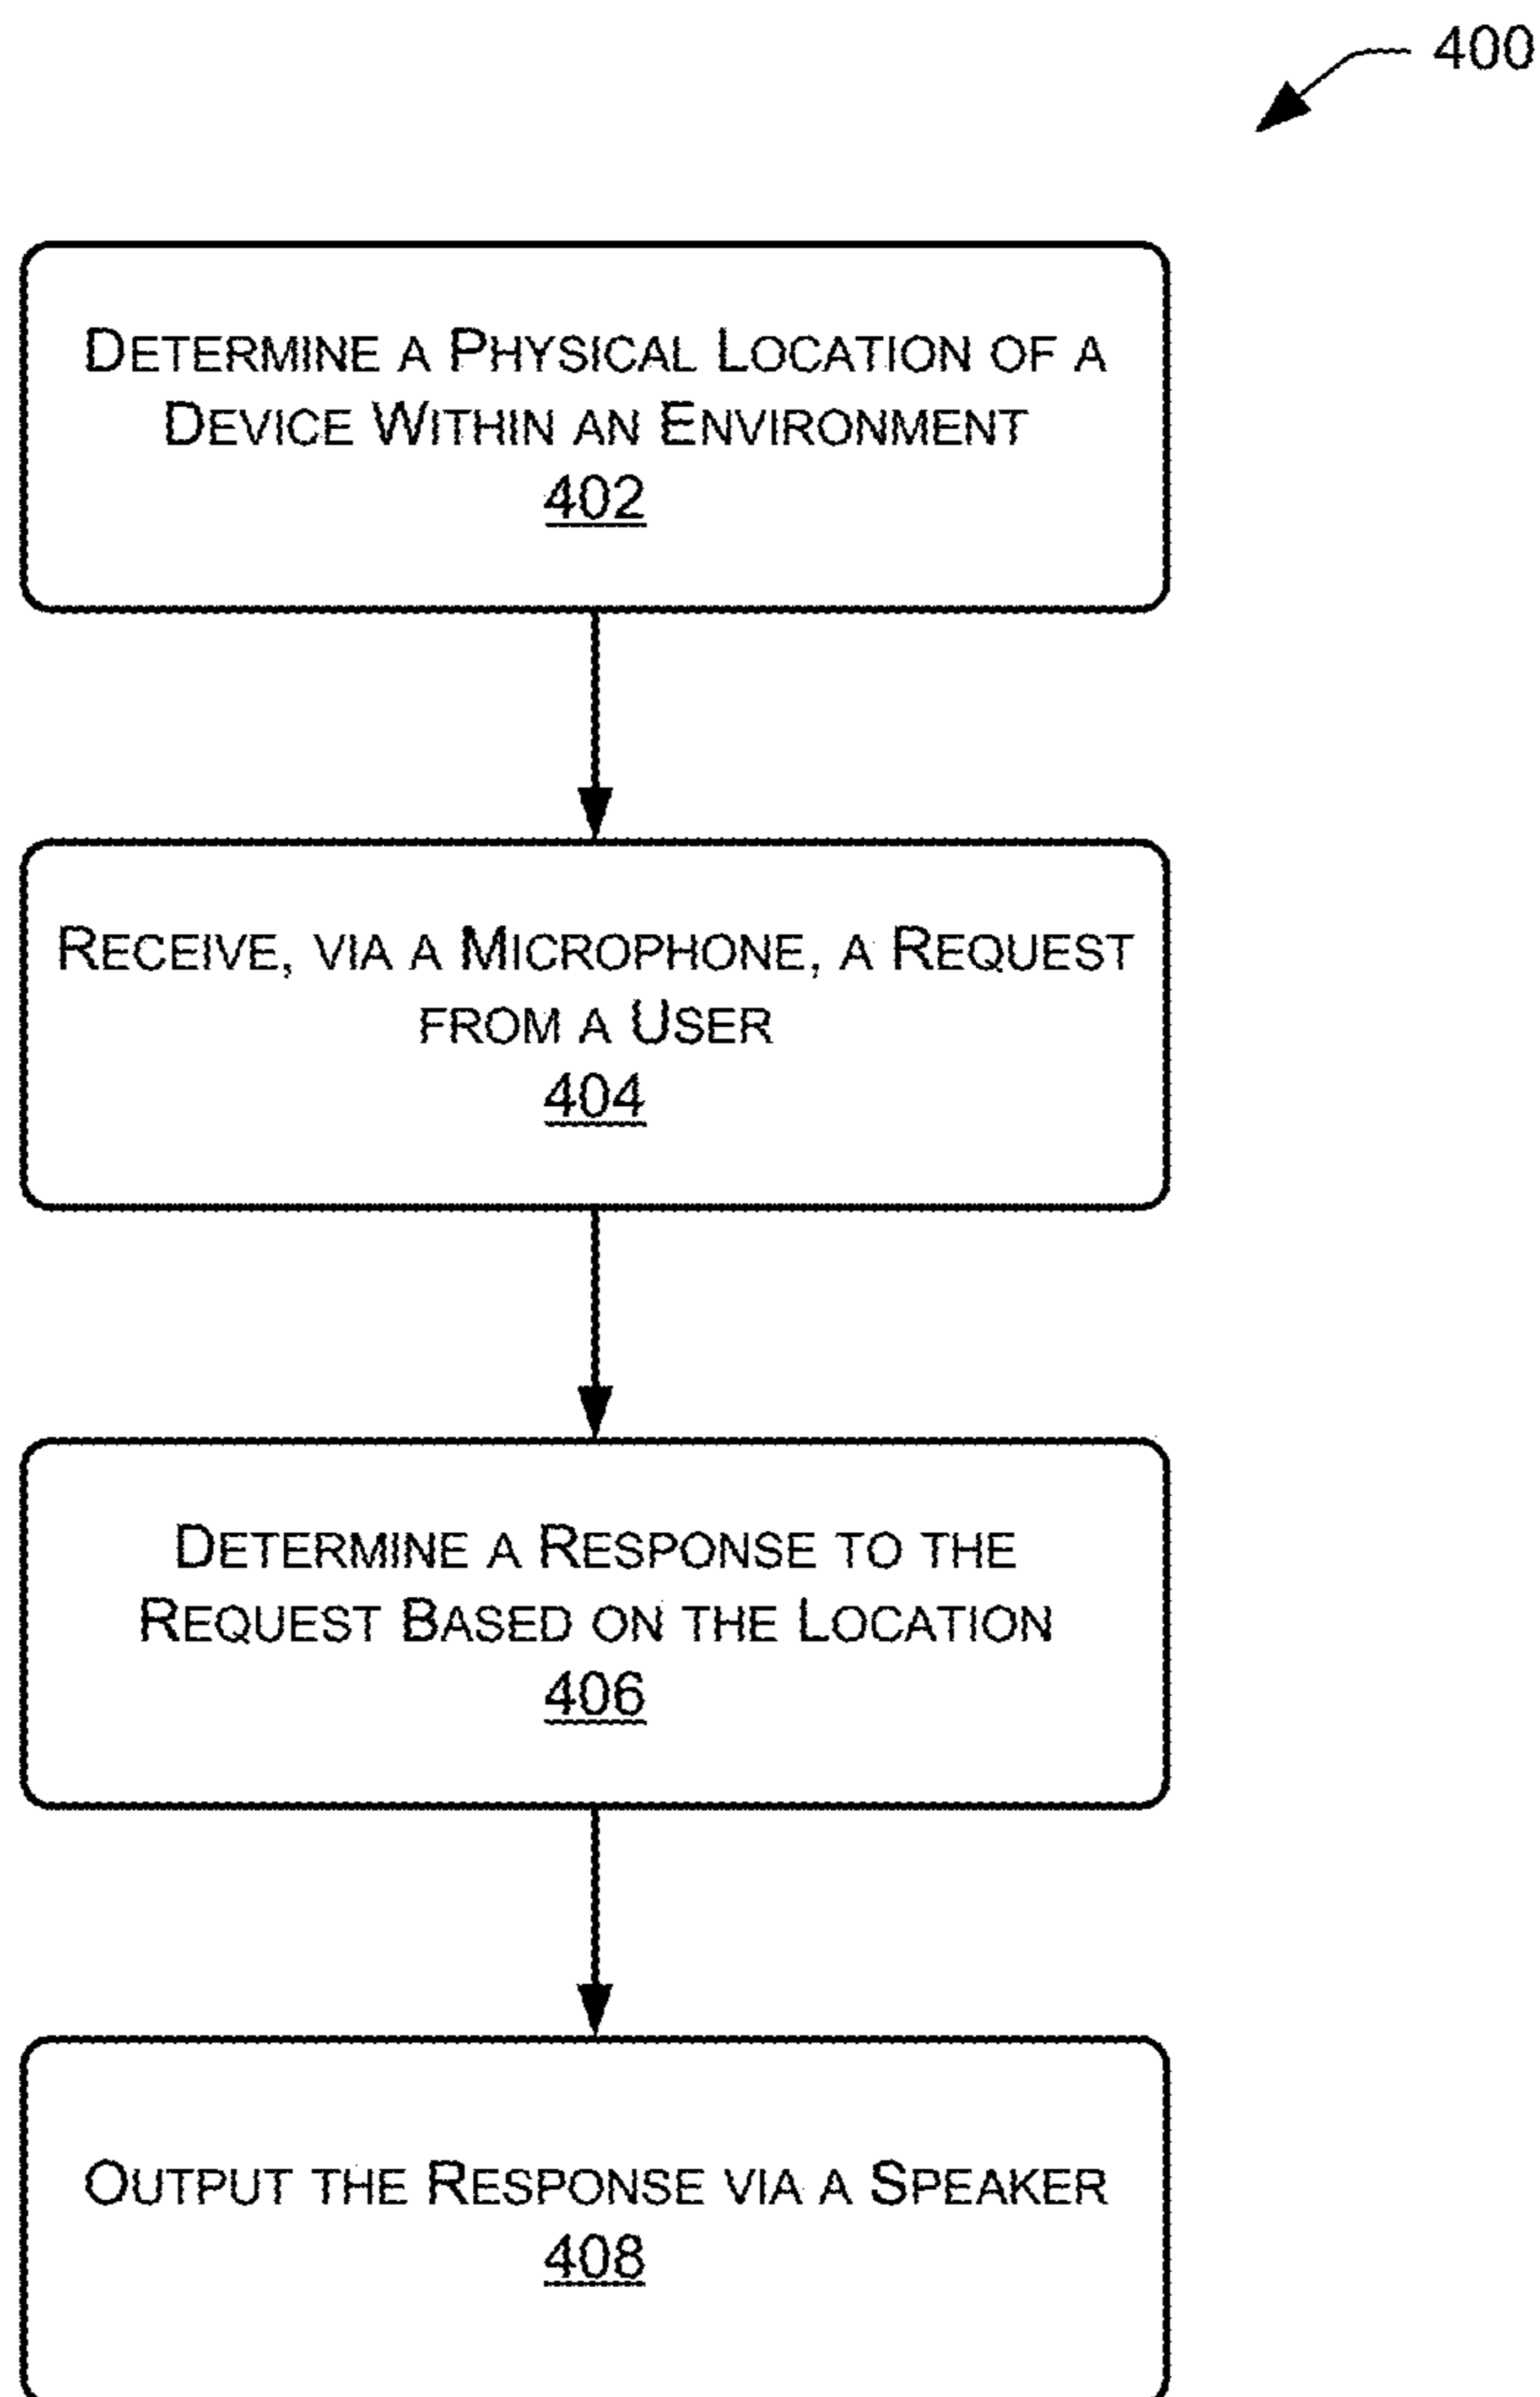 400
DETERMINE A PHYSICAL LOCATION OF A
DEVICE WITHIN AN ENVIRONMENT
402
RECEIVE, VIA A MICROPHONE, A REQUEST
FROM A USER
404
DETERMINE A RESPONSE TO THE
REQUEST BASED ON THE LOCATION
406
OUTPUT THE RESPONSE VIA A SPEAKER
408